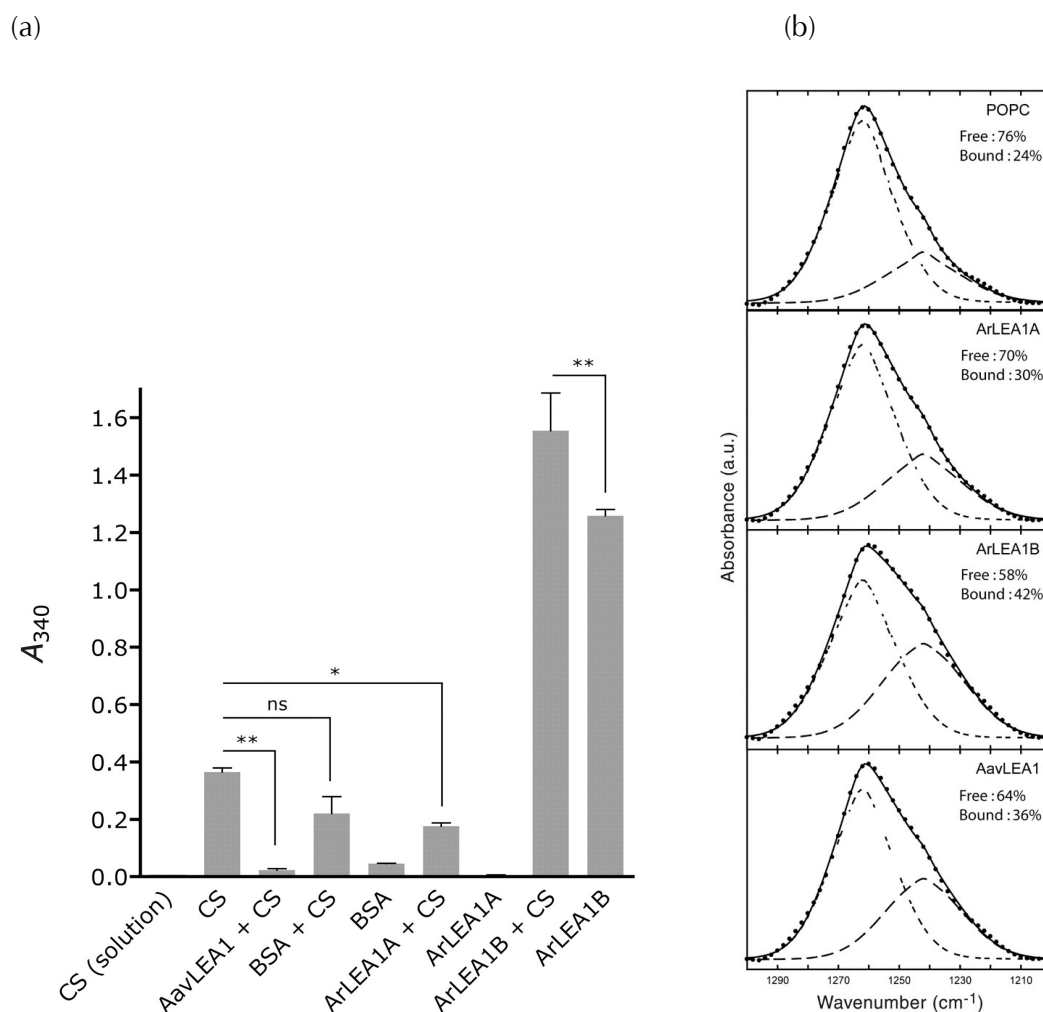 (a)
(b)
A340
1.6
1.4
1.2
1.0
0.8
0.6
0.4
0.2
0.0
**
ns
*
**
CS (solution)
CS
AavLEA1 + CS
BSA + CS
BSA
ArLEA1A + CS
ArLEA1A
ArLEA1B + CS
ArLEA1B
Absorbance (a.u.)
POPC
Free : 76%
Bound : 24%
ArLEA1A
Free : 70%
Bound : 30%
ArLEA1B
Free : 58%
Bound : 42%
AavLEA1
Free : 64%
Bound : 36%
1290 1270 1250 1230 1210
Wavenumber (cm⁻¹)